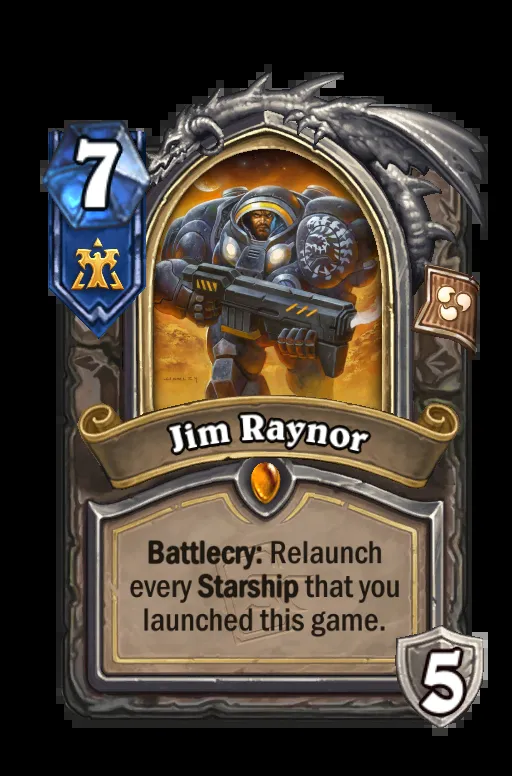 7
Jim Raynor
Battlecry: Relaunch
every Starship that you
launched this game.
5